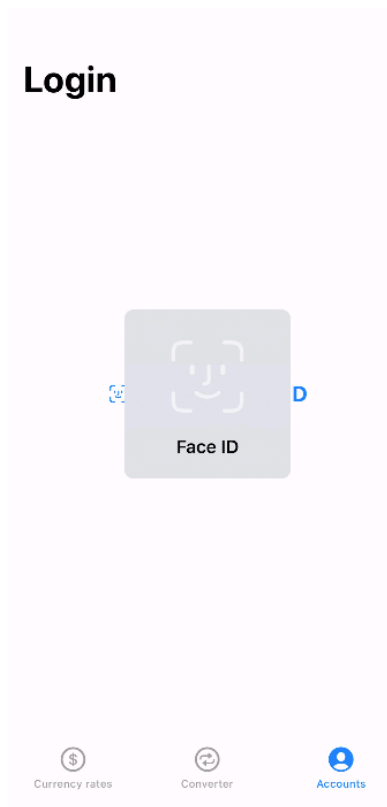 Login
D
Face ID
Currency rates
Converter
Accounts